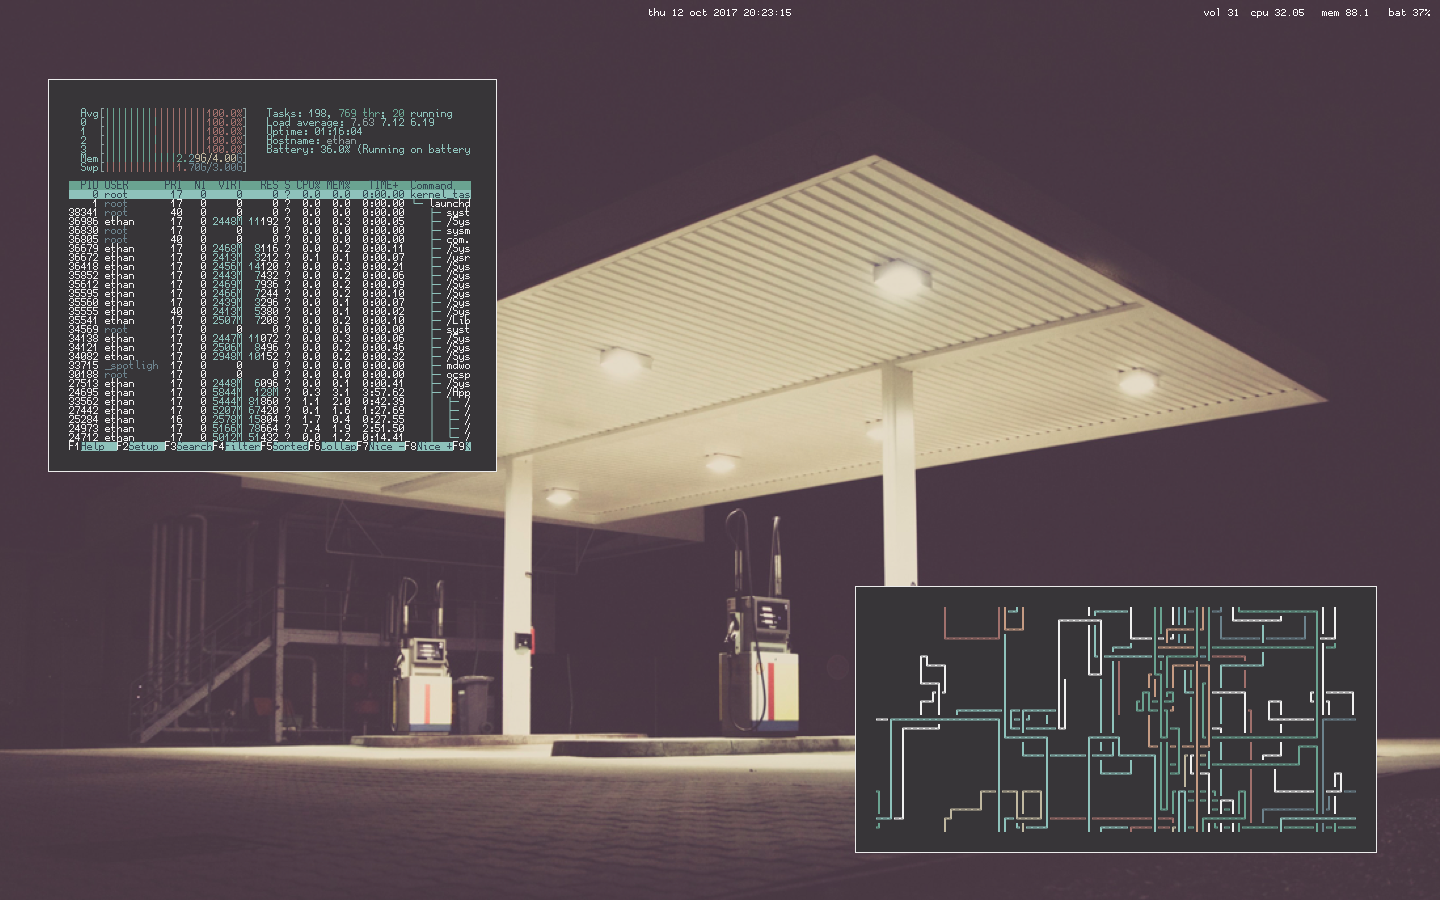 thu 12 oct 2017 20:23:15
vol 31 cpu 32.05 mem 88.1 bat 37%
Avg[||||||||||||||||||100.0%] Tasks: 198, 769 thr; 20 running
0 [||||||||||||||||||100.0%] Load average: 7.63 7.12 6.19
1 [||||||||||||||||||100.0%] Uptime: 01:16:04
2 [||||||||||||||||||100.0%] Hostname: ethan
3 [||||||||||||||||||100.0%] Battery: 36.0% (Running on battery
Mem[||||||||||||2.29G/4.00G]
Swp[||||||||||||1.70G/3.00G]
PID USER PRI NI VIRT RES S CPU% MEM% TIME+ Command
0 root 17 0 0 0 ? 0.0 0.0 0:00.00 kernel_tas
1 root 17 0 0 0 ? 0.0 0.0 0:00.00 └─ launchd
38341 root 40 0 0 0 ? 0.0 0.0 0:00.00 ├─ syst
36986 ethan 17 0 2448M 11192 ? 0.0 0.3 0:00.05 ├─ /Sys
36830 root 17 0 0 0 ? 0.0 0.0 0:00.00 ├─ sysm
36805 root 40 0 0 0 ? 0.0 0.0 0:00.00 ├─ com.
36679 ethan 17 0 2468M 8116 ? 0.0 0.2 0:00.11 ├─ /Sys
36672 ethan 17 0 2413M 3212 ? 0.1 0.1 0:00.07 ├─ /usr
36418 ethan 17 0 2456M 14120 ? 0.0 0.3 0:00.21 ├─ /Sys
35852 ethan 17 0 2443M 7432 ? 0.0 0.2 0:00.06 ├─ /Sys
35612 ethan 17 0 2469M 7936 ? 0.0 0.2 0:00.09 ├─ /Sys
35595 ethan 17 0 2466M 7244 ? 0.0 0.2 0:00.10 ├─ /Sys
35560 ethan 17 0 2439M 3296 ? 0.0 0.1 0:00.07 ├─ /Sys
35555 ethan 40 0 2413M 5380 ? 0.0 0.1 0:00.02 ├─ /Sys
35541 ethan 17 0 2507M 7208 ? 0.0 0.2 0:00.10 ├─ /Lib
34569 root 17 0 0 0 ? 0.0 0.0 0:00.00 ├─ syst
34138 ethan 17 0 2447M 11072 ? 0.0 0.3 0:00.06 ├─ /Sys
34121 ethan 17 0 2506M 8496 ? 0.0 0.2 0:00.46 ├─ /Sys
34082 ethan 17 0 2948M 10152 ? 0.0 0.2 0:00.32 ├─ /Sys
33715 _spotligh 17 0 0 0 ? 0.0 0.0 0:00.00 ├─ mdwo
30188 root 17 0 0 0 ? 0.0 0.0 0:00.00 ├─ ocsp
27513 ethan 17 0 2448M 6096 ? 0.0 0.1 0:00.41 ├─ /Sys
24695 ethan 17 0 5844M 128M ? 0.3 3.1 3:57.62 ├─ /App
33562 ethan 17 0 5444M 81860 ? 1.1 2.0 0:42.39 │ ├─ /
27442 ethan 17 0 5207M 67420 ? 0.1 1.6 1:27.69 │ ├─ /
25284 ethan 16 0 2579M 15804 ? 1.7 0.4 0:27.55 │ ├─ /
24973 ethan 17 0 5166M 78664 ? 7.4 1.9 2:51.50 │ ├─ /
24712 ethan 17 0 5012M 51432 ? 0.0 1.2 0:14.41 │ └─ /
F1Help F2Setup F3SearchF4FilterF5SortedF6CollapF7Nice -F8Nice +F9K